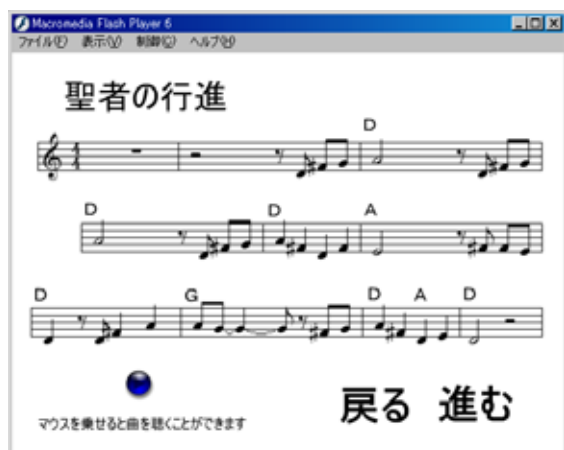 Macromedia Flash Player 6
ファイル(F) 表示(V) 制御(C) ヘルプ(H)
聖者の行進
D
4
4
D D A
D G D A D
マウスを乗せると曲を聴くことができます
戻る 進む